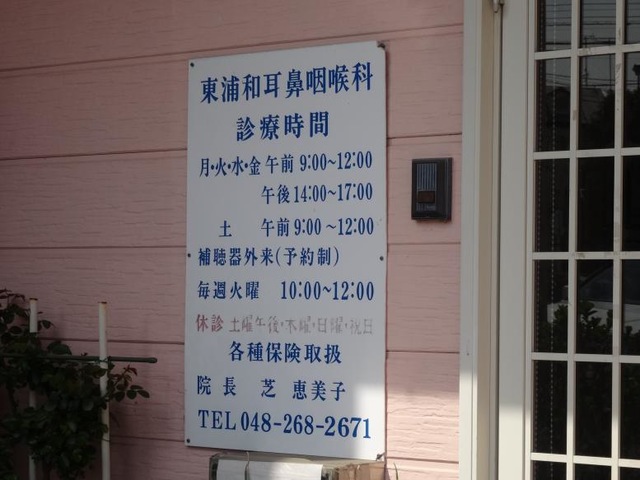 東浦和耳鼻咽喉科
診療時間
月・火・水・金 午前 9:00~12:00
午後 14:00~17:00
土 午前 9:00~12:00
補聴器外来(予約制)
毎週火曜 10:00~12:00
休診 土曜午後・木曜・日曜・祝日
各種保険取扱
院長 芝 恵美子
TEL 048-268-2671